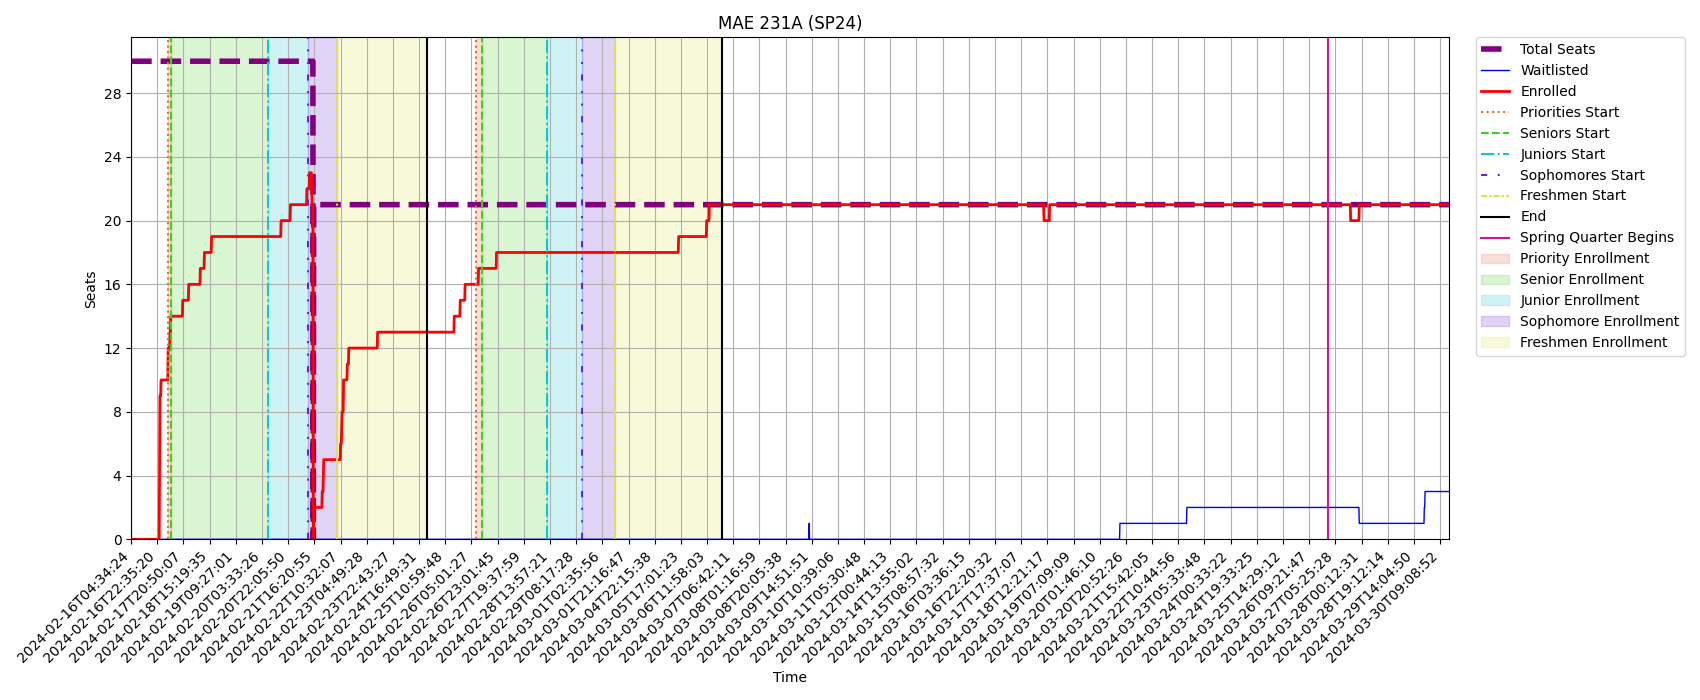 MAE 231A (SP24)
Total Seats
Waitlisted
Enrolled
Priorities Start
Seniors Start
Juniors Start
Sophomores Start
Freshmen Start
End
Spring Quarter Begins
Priority Enrollment
Senior Enrollment
Junior Enrollment
Sophomore Enrollment
Freshmen Enrollment
Seats
28
24
20
16
12
8
4
0
2024-02-16T04:34:24
2024-02-16T22:35:20
2024-02-17T20:50:07
2024-02-18T15:19:35
2024-02-19T09:27:01
2024-02-20T03:33:26
2024-02-20T22:05:50
2024-02-21T16:20:55
2024-02-22T10:32:07
2024-02-23T04:49:28
2024-02-23T22:43:27
2024-02-24T16:49:31
2024-02-25T10:59:48
2024-02-26T05:01:27
2024-02-26T23:01:45
2024-02-27T19:37:59
2024-02-28T13:57:21
2024-02-29T08:17:28
2024-03-01T02:35:56
2024-03-01T21:16:47
2024-03-04T22:15:38
2024-03-05T17:01:23
2024-03-06T11:58:03
2024-03-07T06:42:11
2024-03-08T01:16:59
2024-03-08T20:05:38
2024-03-09T14:51:51
2024-03-10T10:39:06
2024-03-11T05:30:48
2024-03-12T00:44:13
2024-03-14T13:55:02
2024-03-15T08:57:32
2024-03-16T03:36:15
2024-03-16T22:20:32
2024-03-17T17:37:07
2024-03-18T12:21:17
2024-03-19T07:09:09
2024-03-20T01:46:10
2024-03-20T20:52:26
2024-03-21T15:42:05
2024-03-22T10:44:56
2024-03-23T05:33:48
2024-03-24T00:33:22
2024-03-24T19:33:25
2024-03-25T14:29:12
2024-03-26T09:21:47
2024-03-27T05:25:28
2024-03-28T00:12:31
2024-03-28T19:12:14
2024-03-29T14:04:50
2024-03-30T09:08:52
Time